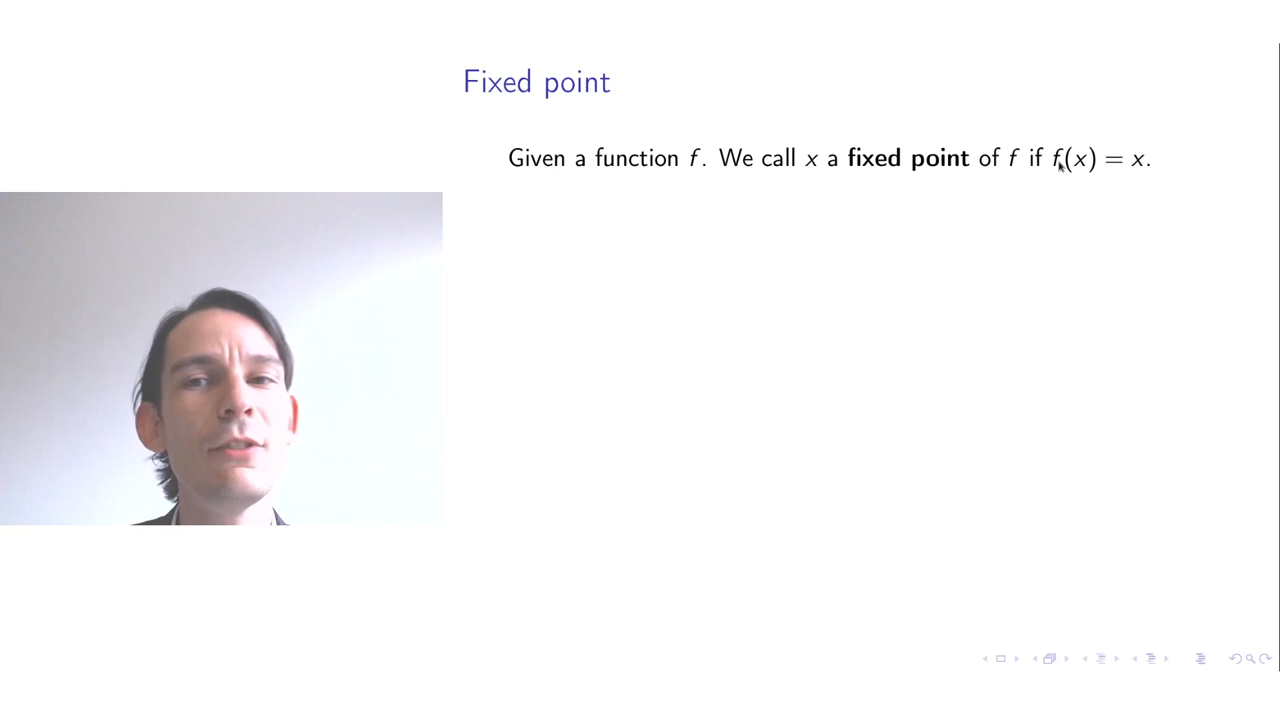 Fixed point
Given a function f. We call x a fixed point of f if f(x) = x.